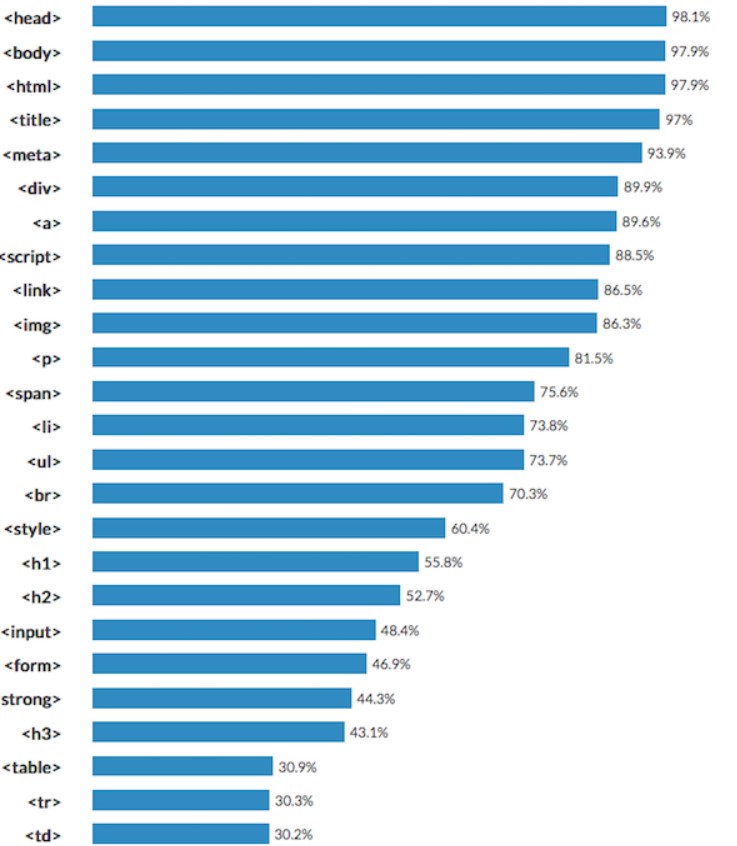 <head> 98.1%
<body> 97.9%
<html> 97.9%
<title> 97%
<meta> 93.9%
<div> 89.9%
<a> 89.6%
<script> 88.5%
<link> 86.5%
<img> 86.3%
<p> 81.5%
<span> 75.6%
<li> 73.8%
<ul> 73.7%
<br> 70.3%
<style> 60.4%
<h1> 55.8%
<h2> 52.7%
<input> 48.4%
<form> 46.9%
strong> 44.3%
<h3> 43.1%
<table> 30.9%
<tr> 30.3%
<td> 30.2%